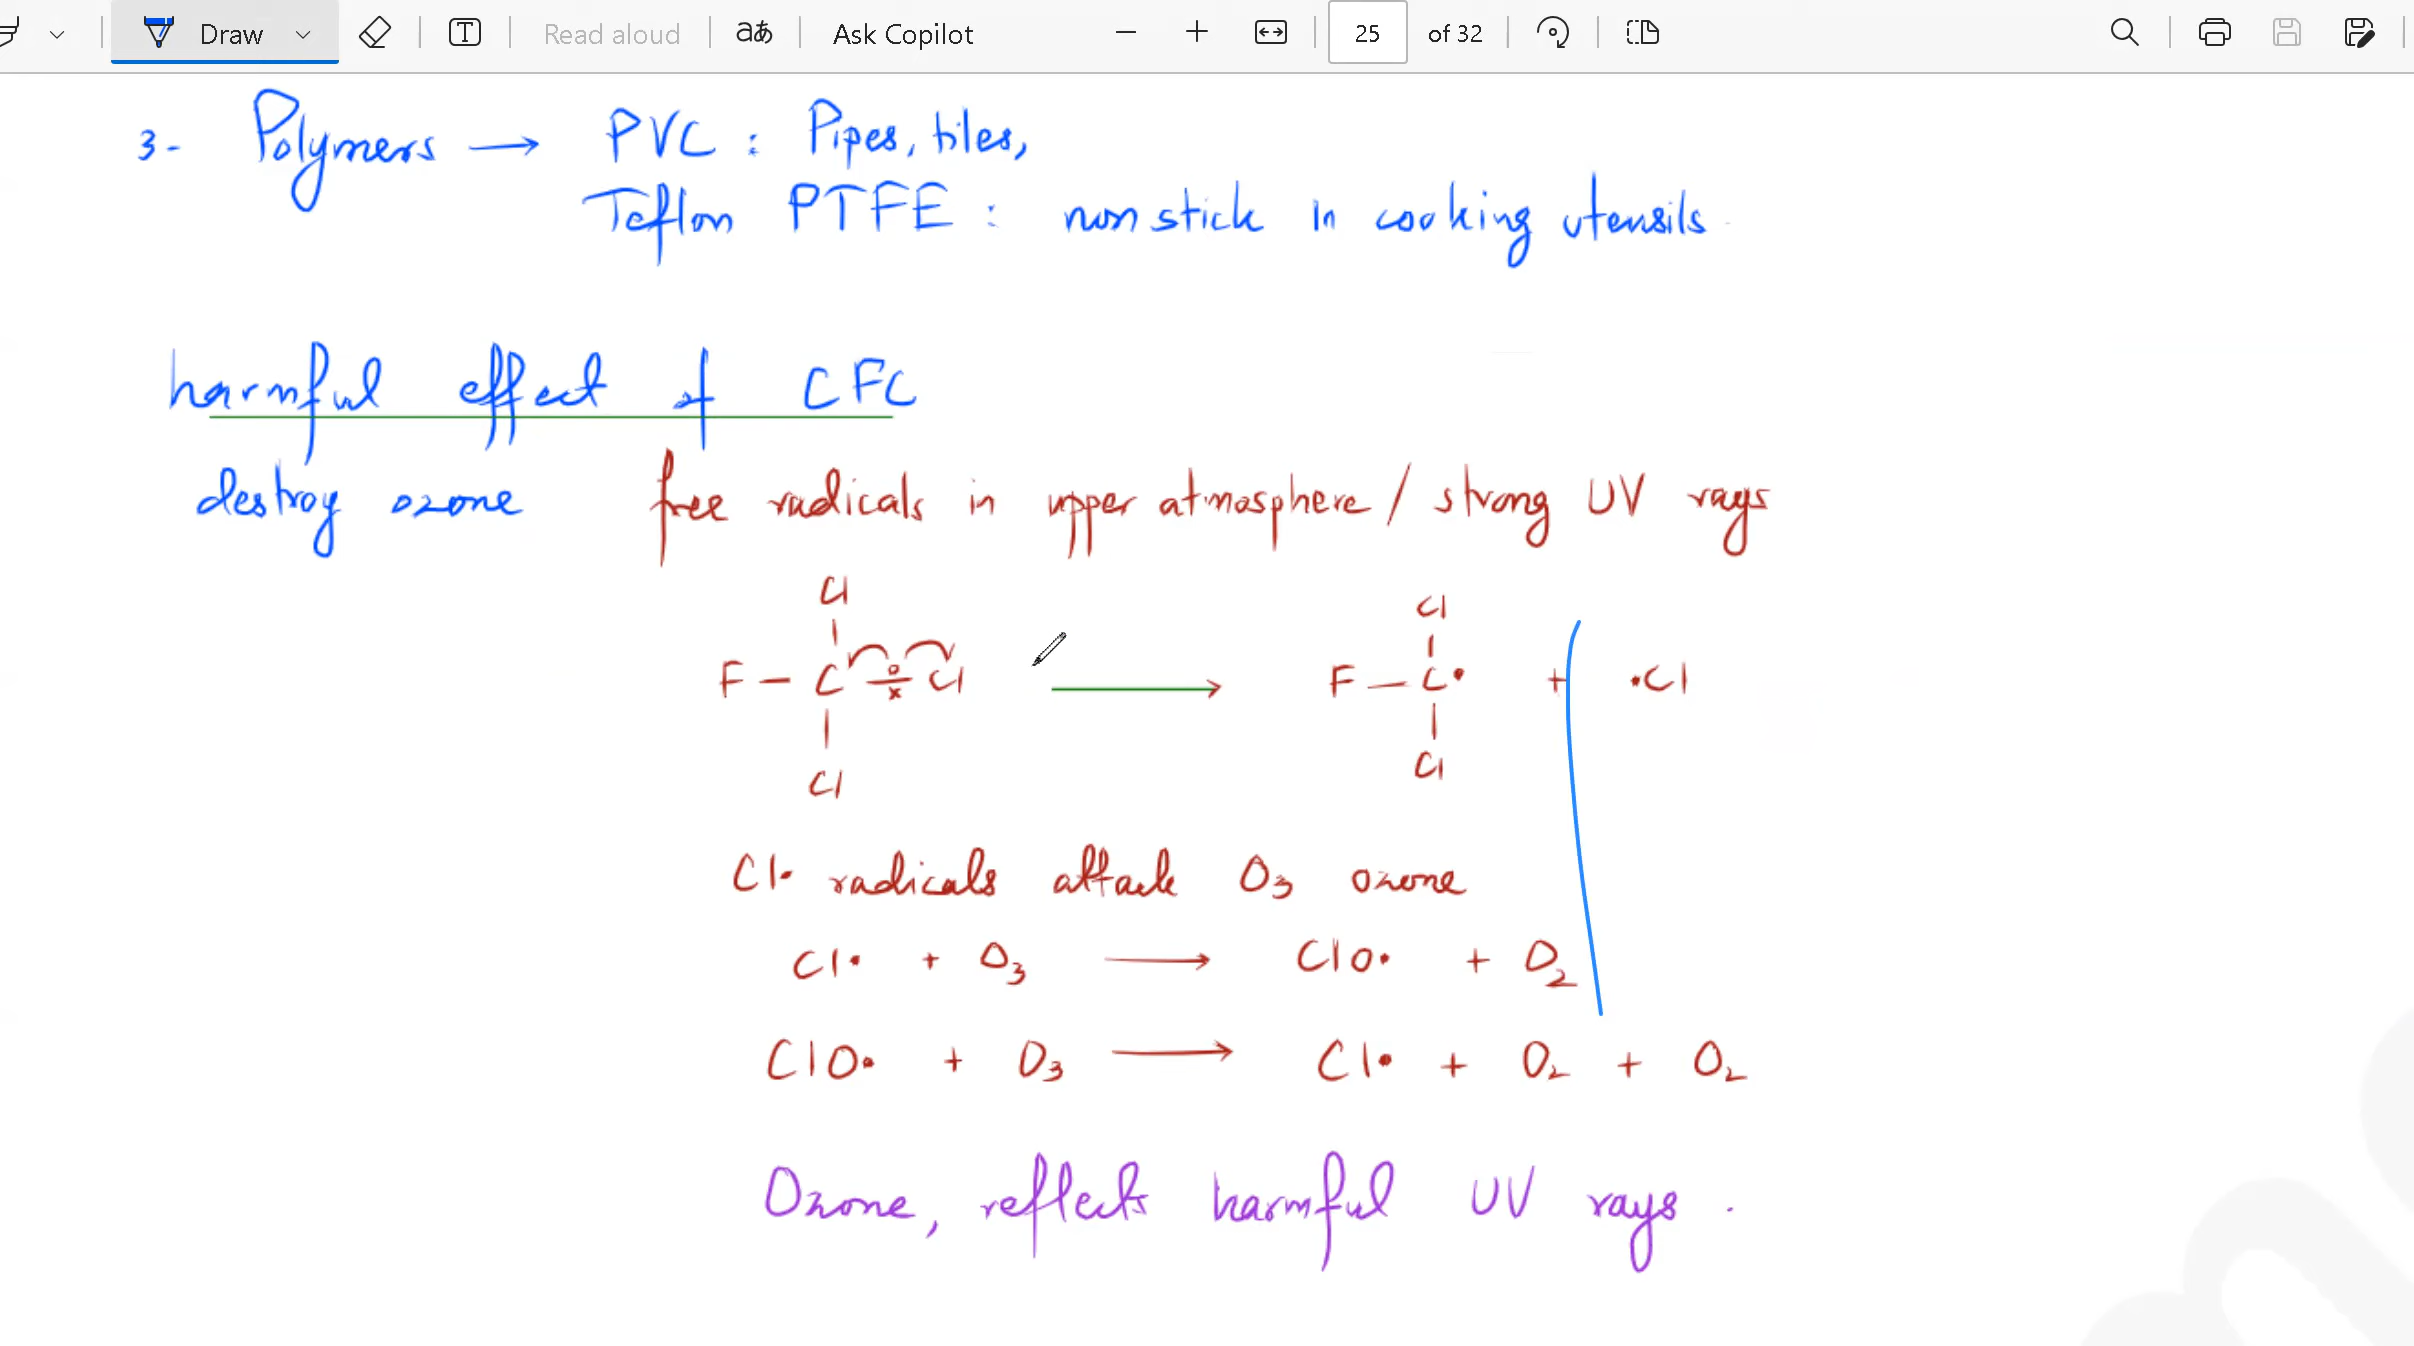 Draw Read aloud aあ Ask Copilot 25 of 32
3- Polymers → PVC : Pipes, tiles,
Teflon PTFE : non stick in cooking utensils
harmful effect of CFC
destroy ozone free radicals in upper atmosphere / strong UV rays
Cl Cl
F – C Cl → F – C• + •Cl
Cl Cl
Cl• radicals attack O3 ozone
Cl• + O3 → ClO• + O2
ClO• + O3 → Cl• + O2 + O2
Ozone, reflects harmful UV rays .